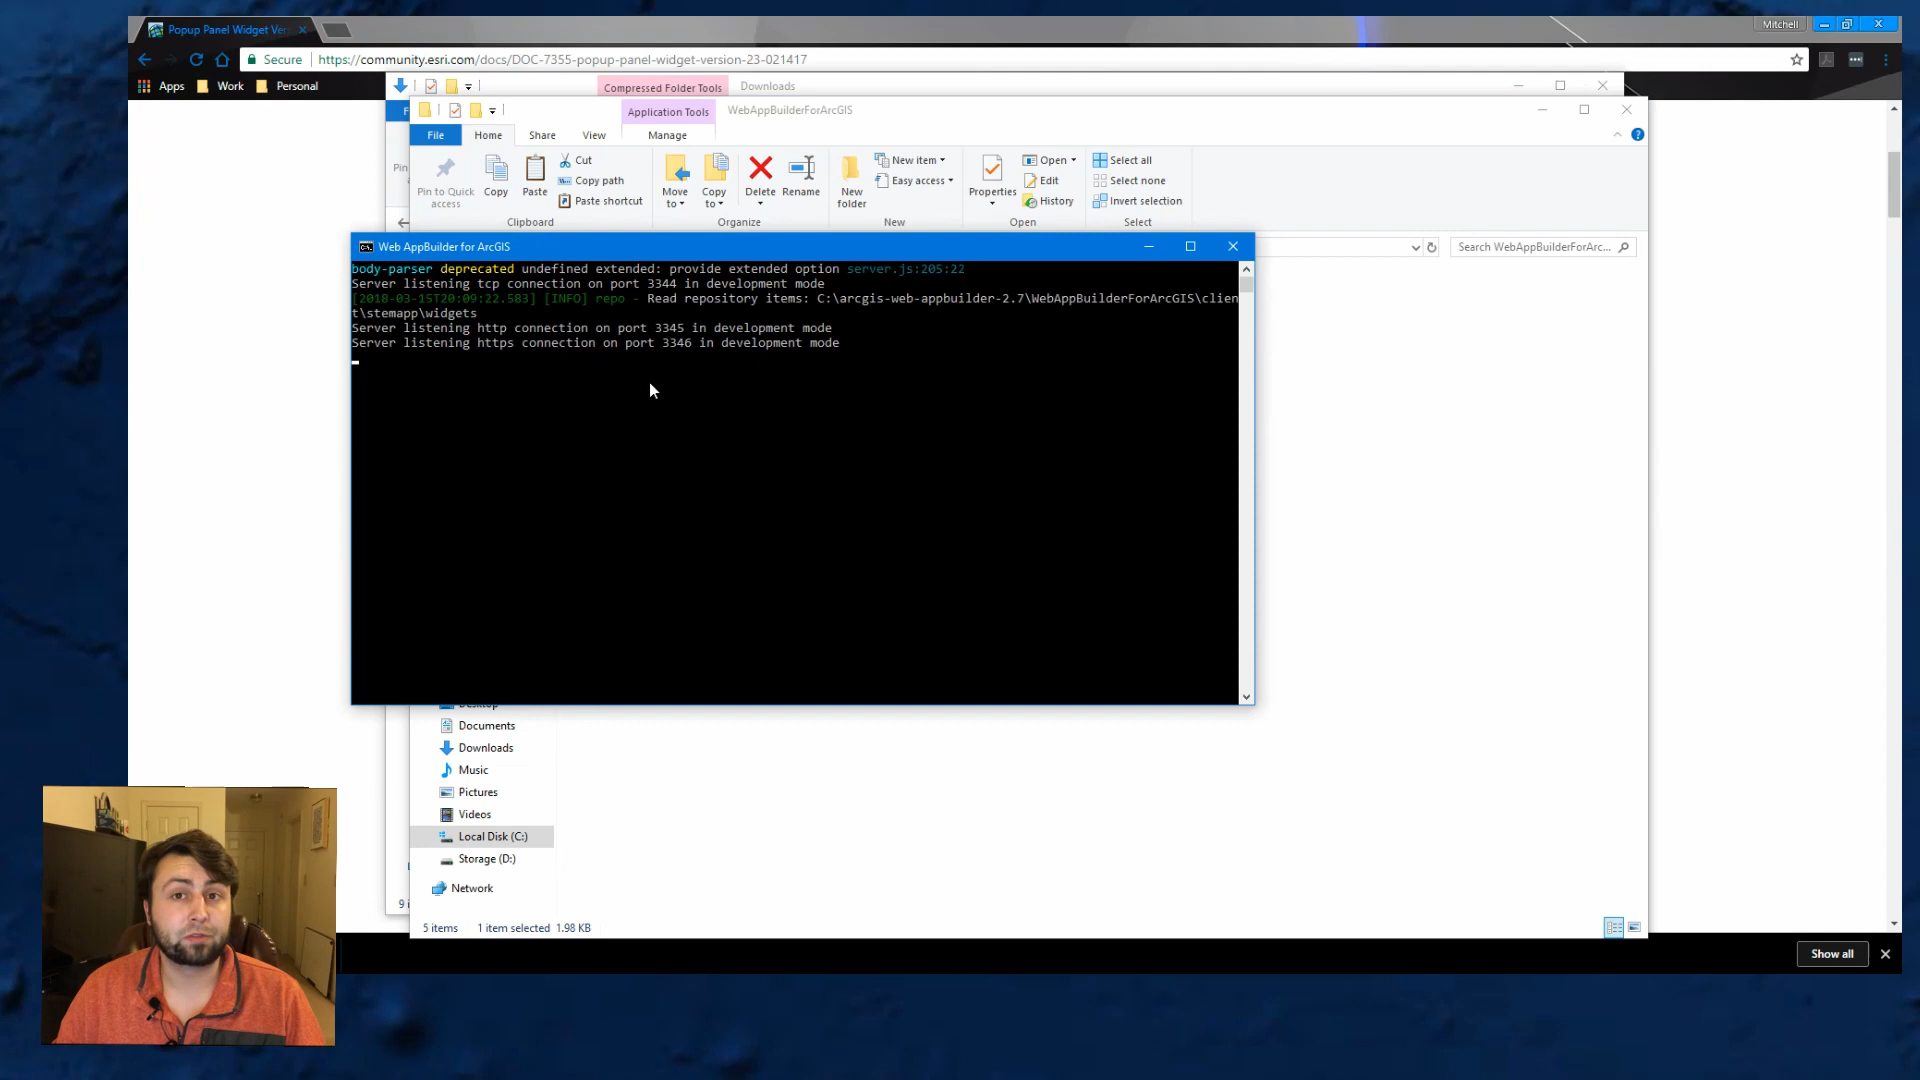 Popup Panel Widget Ver
Mitchell
Secure
https://community.esri.com/docs/DOC-7355-popup-panel-widget-version-23-021417
Apps
Work
Personal
Compressed Folder Tools
Downloads
Application Tools
WebAppBuilderForArcGIS
File
Home
Share
View
Manage
Pin to Quick access
Copy
Paste
Cut
Copy path
Paste shortcut
Move to
Copy to
Delete
Rename
New folder
New item
Easy access
Properties
Open
Edit
History
Select all
Select none
Invert selection
Clipboard
Organize
New
Open
Select
Search WebAppBuilderForArc...
Web AppBuilder for ArcGIS
body-parser deprecated undefined extended: provide extended option server.js:205:22
Server listening tcp connection on port 3344 in development mode
[2018-03-15T20:09:22.583] [INFO] repo - Read repository items: C:\arcgis-web-appbuilder-2.7\WebAppBuilderForArcGIS\clien
t\stemapp\widgets
Server listening http connection on port 3345 in development mode
Server listening https connection on port 3346 in development mode
Desktop
Documents
Downloads
Music
Pictures
Videos
Local Disk (C:)
Storage (D:)
Network
5 items 1 item selected 1.98 KB
Show all